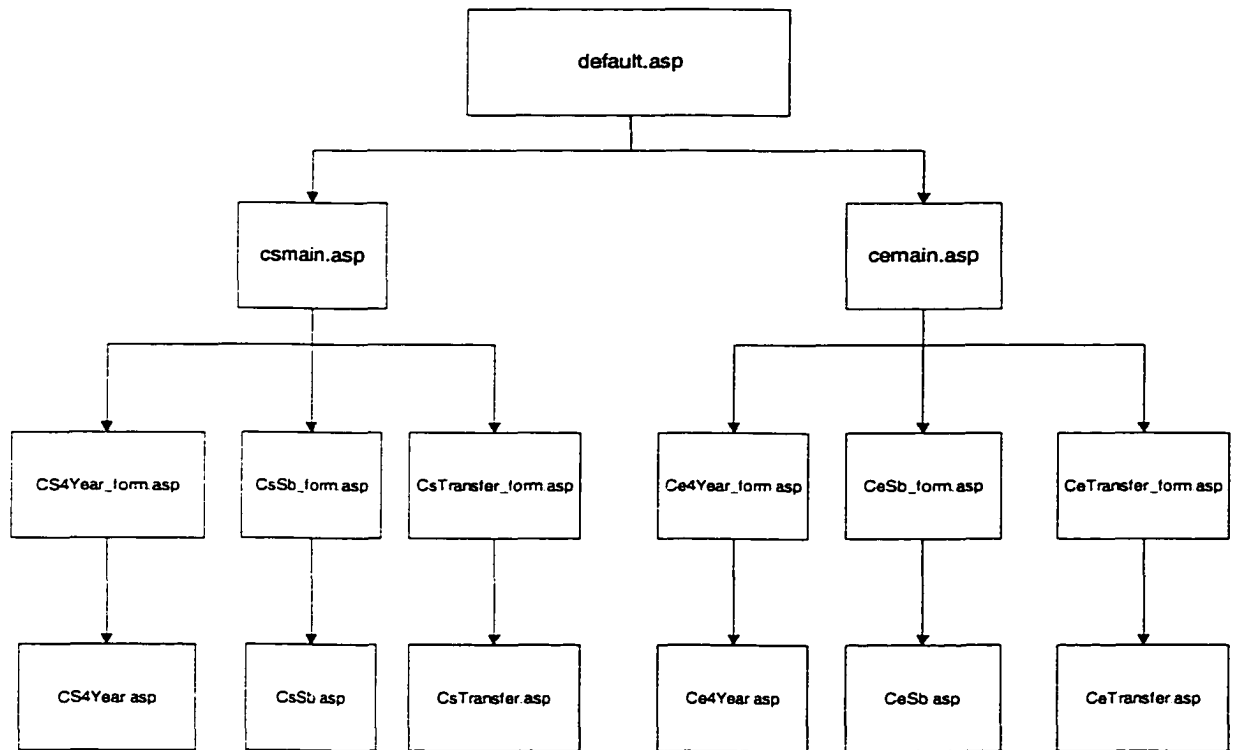 default.asp
csmain.asp
cemain.asp
CS4Year_form.asp
CsSb_form.asp
CsTransfer_form.asp
Ce4Year_form.asp
CeSb_form.asp
CeTransfer_form.asp
CS4Year.asp
CsSb.asp
CsTransfer.asp
Ce4Year.asp
CeSb.asp
CeTransfer.asp